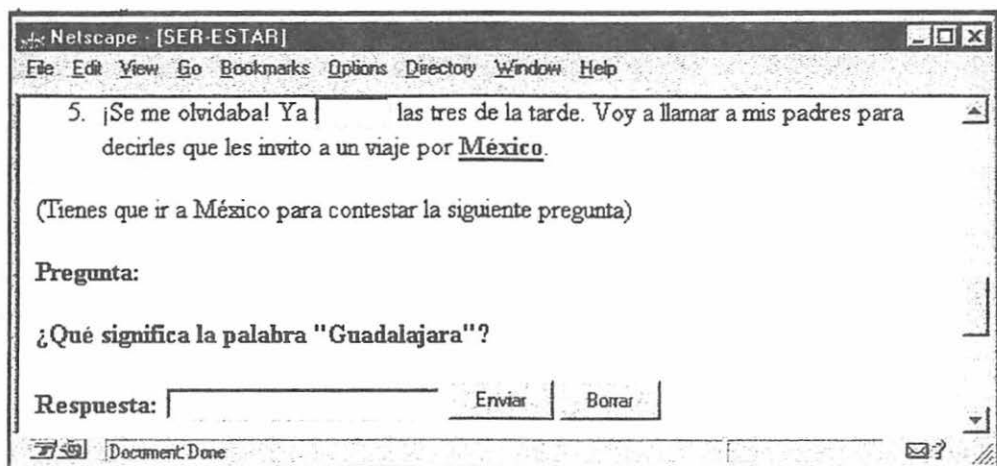 Netscape - [SER-ESTAR]
File Edit View Go Bookmarks Options Directory Window Help
5. ¡Se me olvidaba! Ya las tres de la tarde. Voy a llamar a mis padres para
decirles que les invito a un viaje por México.
(Tienes que ir a México para contestar la siguiente pregunta)
Pregunta:
¿Qué significa la palabra "Guadalajara"?
Respuesta: Enviar Borrar
Document: Done